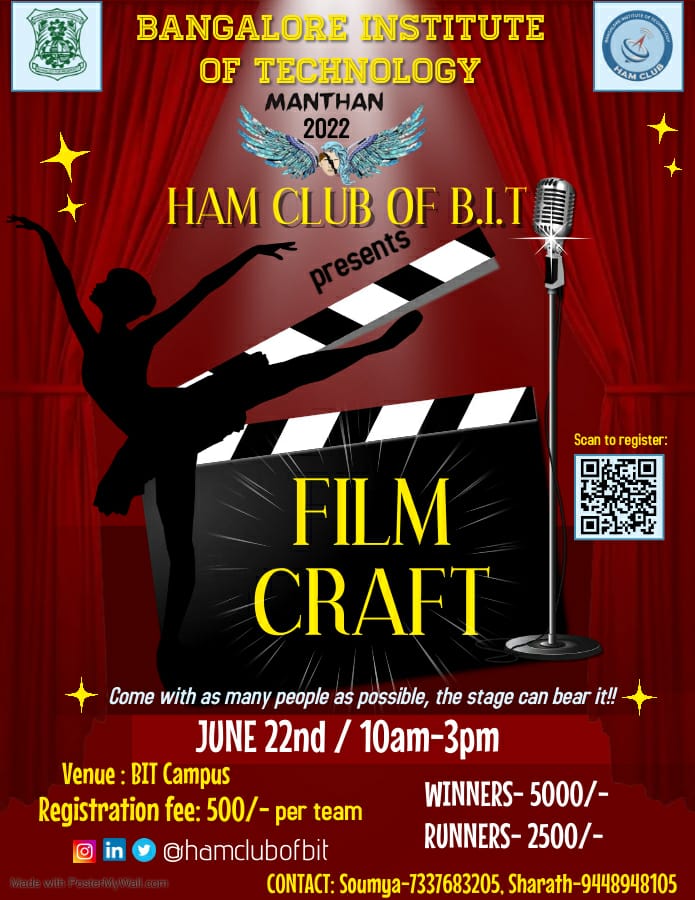 BANGALORE INSTITUTE
OF TECHNOLOGY
HAM CLUB
MANTHAN
2022
HAM CLUB OF B.I.T
presents
Scan to register:
FILM
CRAFT
Come with as many people as possible, the stage can bear it!!
JUNE 22nd / 10am-3pm
Venue : BIT Campus
Registration fee: 500/- per team
WINNERS- 5000/-
RUNNERS- 2500/-
@hamclubofbit
Made with PosterMyWall.com
CONTACT: Soumya-7337683205, Sharath-9448948105